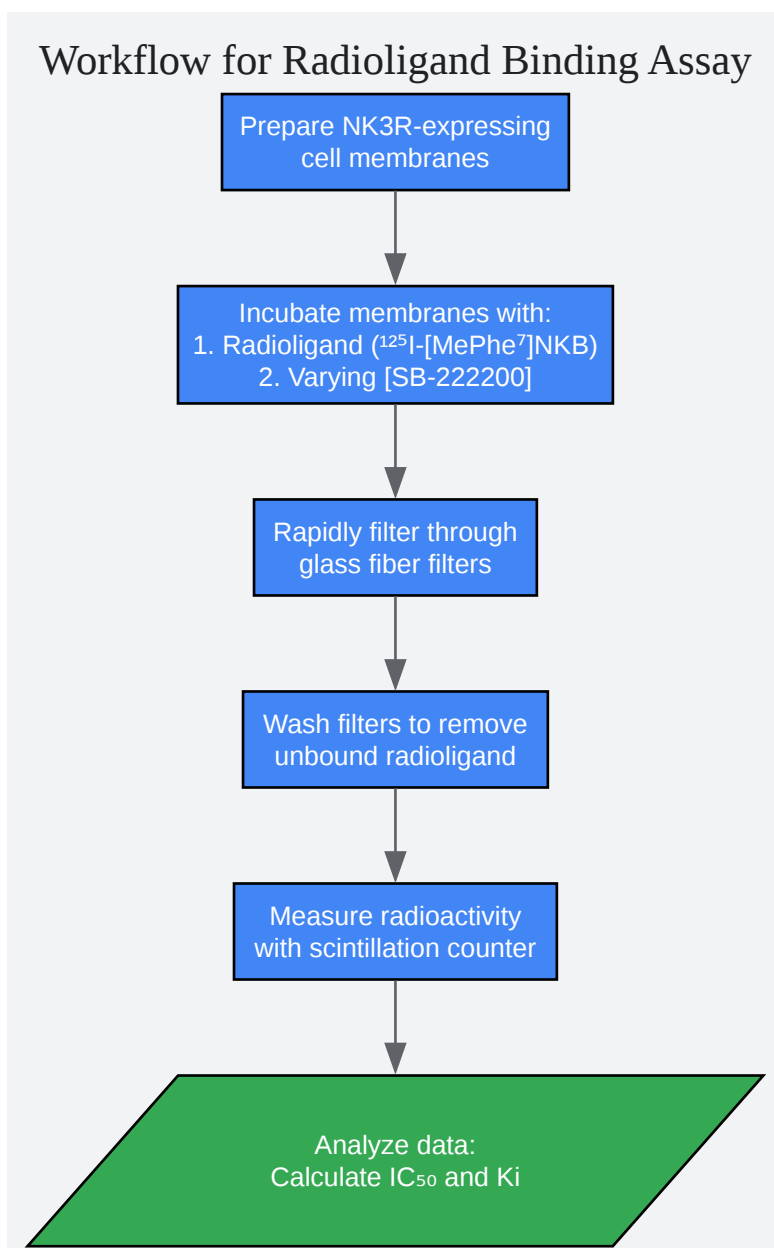 Workflow for Radioligand Binding Assay
Prepare NK3R-expressing
cell membranes
Incubate membranes with:
1. Radioligand (¹²⁵I-[MePhe⁷]NKB)
2. Varying [SB-222200]
Rapidly filter through
glass fiber filters
Wash filters to remove
unbound radioligand
Measure radioactivity
with scintillation counter
Analyze data:
Calculate IC₅₀ and Ki